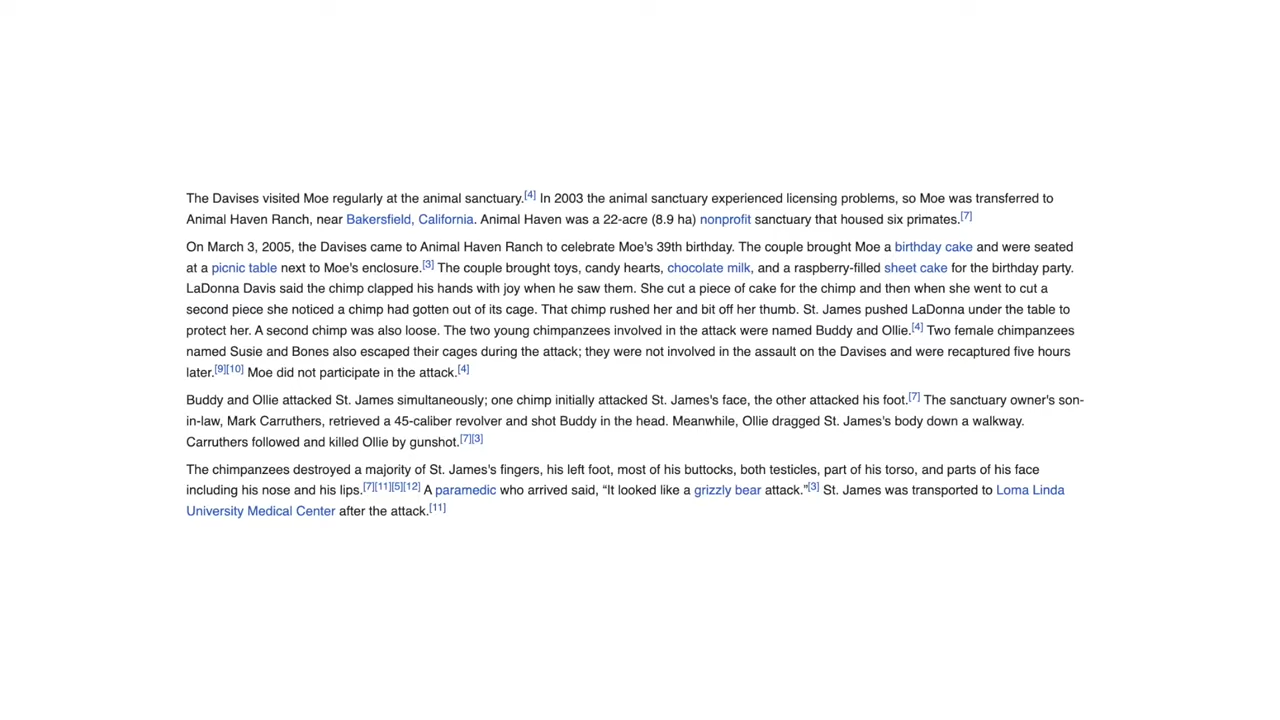 The Davises visited Moe regularly at the animal sanctuary.[4] In 2003 the animal sanctuary experienced licensing problems, so Moe was transferred to
Animal Haven Ranch, near Bakersfield, California. Animal Haven was a 22-acre (8.9 ha) nonprofit sanctuary that housed six primates.[7]
On March 3, 2005, the Davises came to Animal Haven Ranch to celebrate Moe's 39th birthday. The couple brought Moe a birthday cake and were seated
at a picnic table next to Moe's enclosure.[3] The couple brought toys, candy hearts, chocolate milk, and a raspberry-filled sheet cake for the birthday party.
LaDonna Davis said the chimp clapped his hands with joy when he saw them. She cut a piece of cake for the chimp and then when she went to cut a
second piece she noticed a chimp had gotten out of its cage. That chimp rushed her and bit off her thumb. St. James pushed LaDonna under the table to
protect her. A second chimp was also loose. The two young chimpanzees involved in the attack were named Buddy and Ollie.[4] Two female chimpanzees
named Susie and Bones also escaped their cages during the attack; they were not involved in the assault on the Davises and were recaptured five hours
later.[9][10] Moe did not participate in the attack.[4]
Buddy and Ollie attacked St. James simultaneously; one chimp initially attacked St. James's face, the other attacked his foot.[7] The sanctuary owner's son-
in-law, Mark Carruthers, retrieved a 45-caliber revolver and shot Buddy in the head. Meanwhile, Ollie dragged St. James's body down a walkway.
Carruthers followed and killed Ollie by gunshot.[7][3]
The chimpanzees destroyed a majority of St. James's fingers, his left foot, most of his buttocks, both testicles, part of his torso, and parts of his face
including his nose and his lips.[7][11][5][12] A paramedic who arrived said, “It looked like a grizzly bear attack.”[3] St. James was transported to Loma Linda
University Medical Center after the attack.[11]